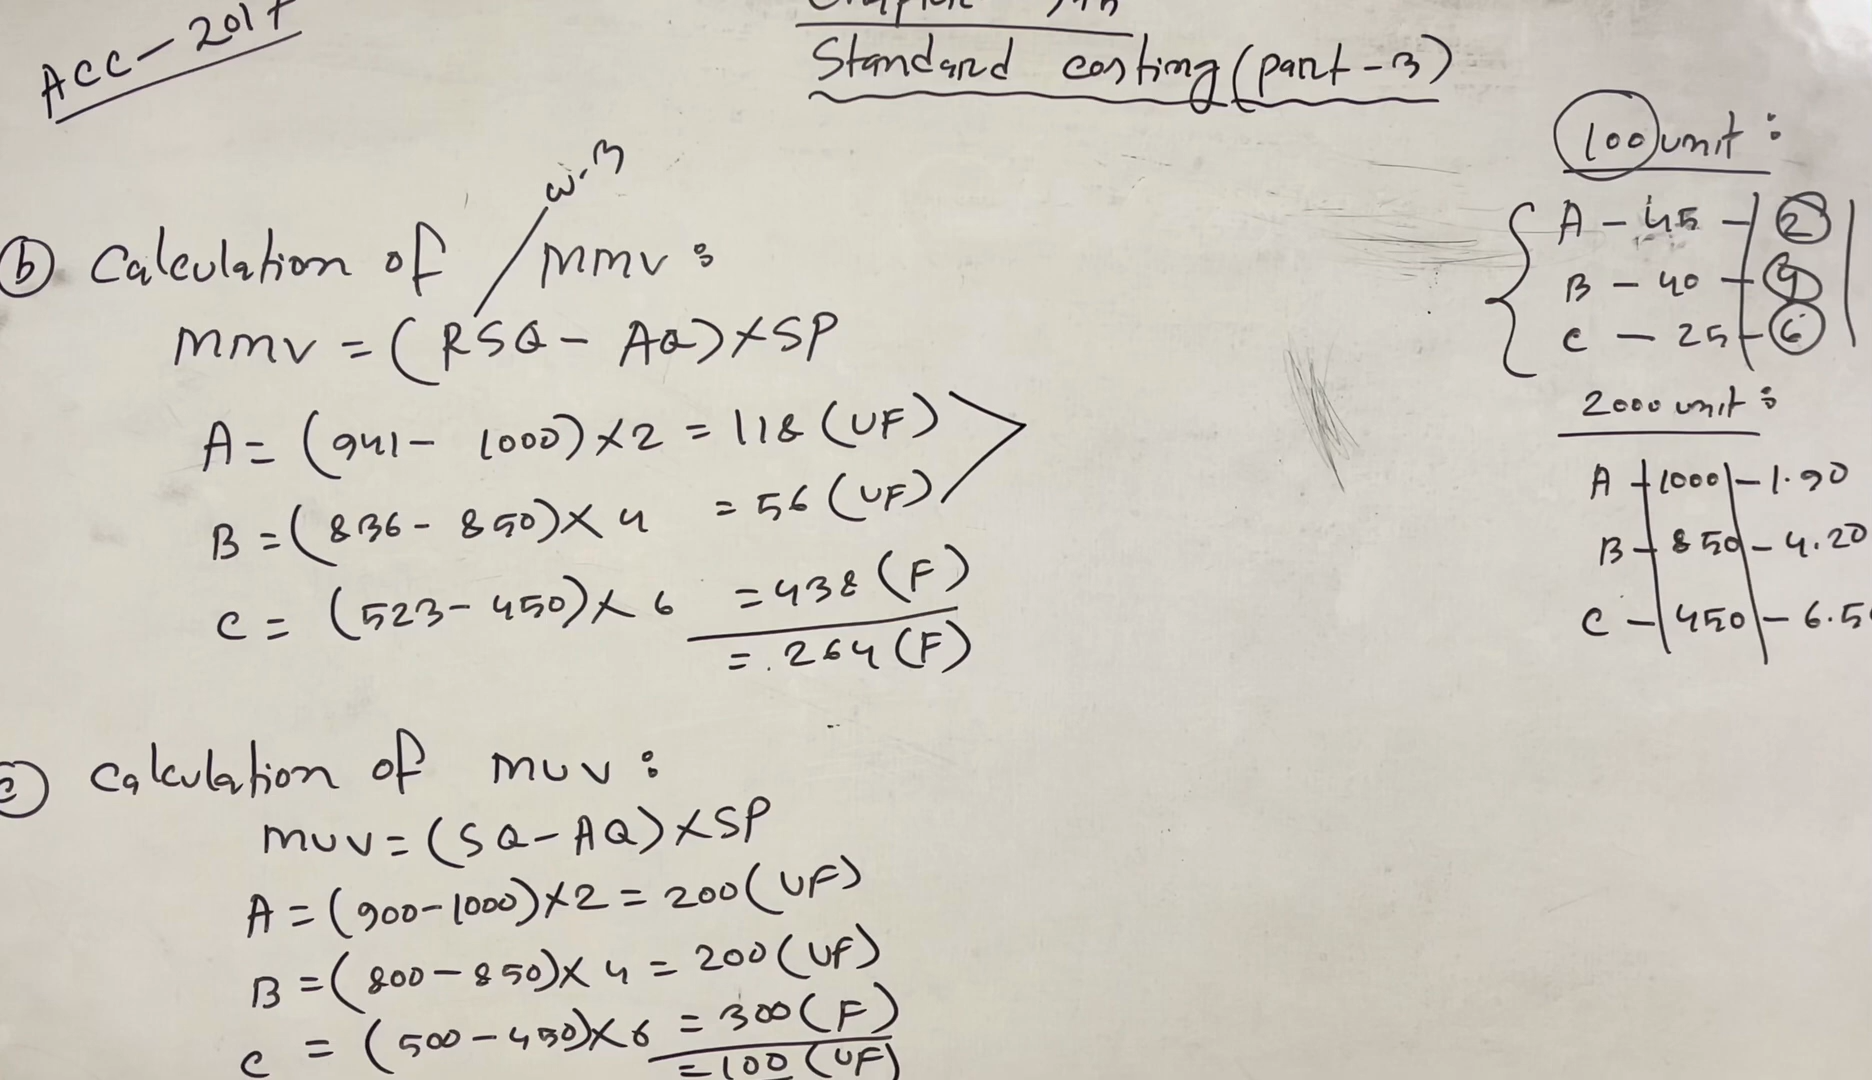 ACC-2017
Standard costing (part-3)
100 unit:
A - 45 - 2
B - 40 - 4
C - 25 - 6
2000 unit:
A - 1000 - 1.90
B - 850 - 4.20
C - 450 - 6.5
w-3
b) Calculation of MMV:
MMV = (RSQ - AQ) X SP
A = (941 - 1000) X 2 = 118 (UF)
B = (836 - 850) X 4 = 56 (UF)
C = (523 - 450) X 6 = 438 (F)
= 264 (F)
c) Calculation of MUV:
MUV = (SQ - AQ) X SP
A = (900 - 1000) X 2 = 200 (UF)
B = (800 - 850) X 4 = 200 (UF)
C = (500 - 450) X 6 = 300 (F)
= 100 (UF)